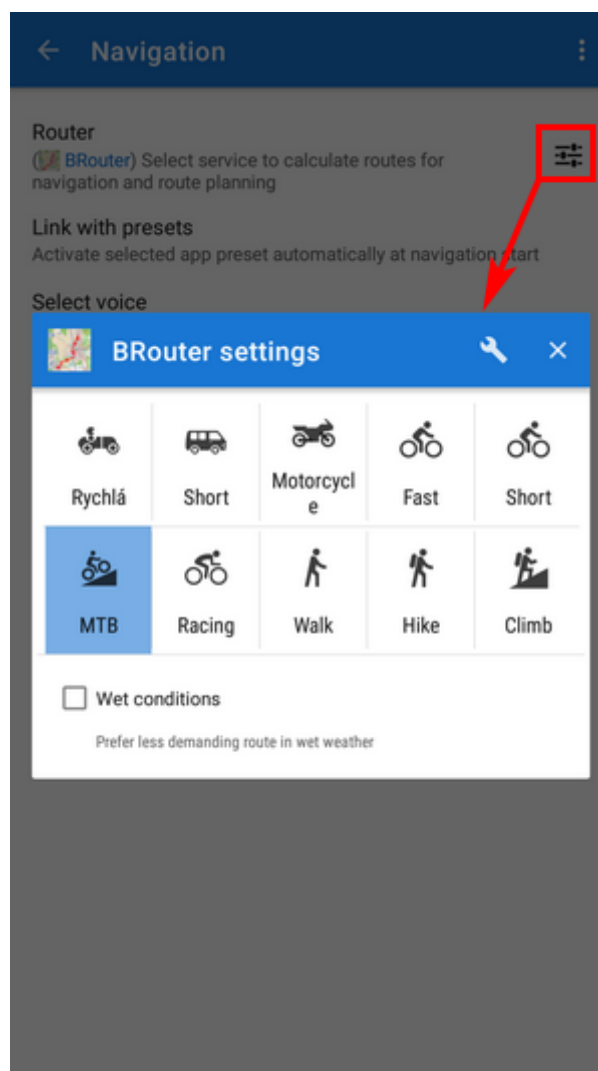 Navigation
Router
(BRouter) Select service to calculate routes for
navigation and route planning
Link with presets
Activate selected app preset automatically at navigation start
Select voice
BRouter settings
Rychlá
Short
Motorcycl
e
Fast
Short
MTB
Racing
Walk
Hike
Climb
Wet conditions
Prefer less demanding route in wet weather